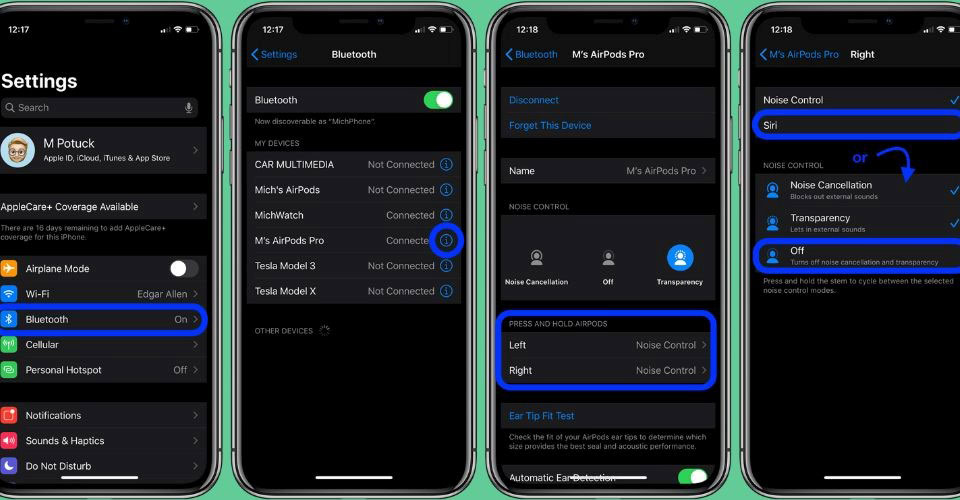 12:17
Settings
Search
M Potuck
Apple ID, iCloud, iTunes & App Store
AppleCare+ Coverage Available
There are 16 days remaining to add AppleCare+
coverage for this iPhone.
Airplane Mode
Wi-Fi Edgar Allen
Bluetooth On
Cellular
Personal Hotspot Off
Notifications
Sounds & Haptics
Do Not Disturb
12:17
Settings Bluetooth
Bluetooth
Now discoverable as "MichPhone"
MY DEVICES
CAR MULTIMEDIA Not Connected
Mich's AirPods Not Connected
MichWatch Connected
M's AirPods Pro Connecte
Tesla Model 3 Not Connected
Tesla Model X Not Connected
OTHER DEVICES
12:18
Bluetooth M's AirPods Pro
Disconnect
Forget This Device
Name M's AirPods Pro
NOISE CONTROL
Noise Cancellation Off Transparency
PRESS AND HOLD AIRPODS
Left Noise Control
Right Noise Control
Ear Tip Fit Test
Check the fit of your AirPods ear tips to determine which
size provides the best seal and acoustic performance.
Automatic Ear Detection
12:18
M's AirPods Pro Right
Noise Control
Siri
or
NOISE CONTROL
Noise Cancellation
Blocks out external sounds
Transparency
Lets in external sounds
Off
Turns off noise cancellation and transparency
Press and hold the stem to cycle between the selected
noise control modes.